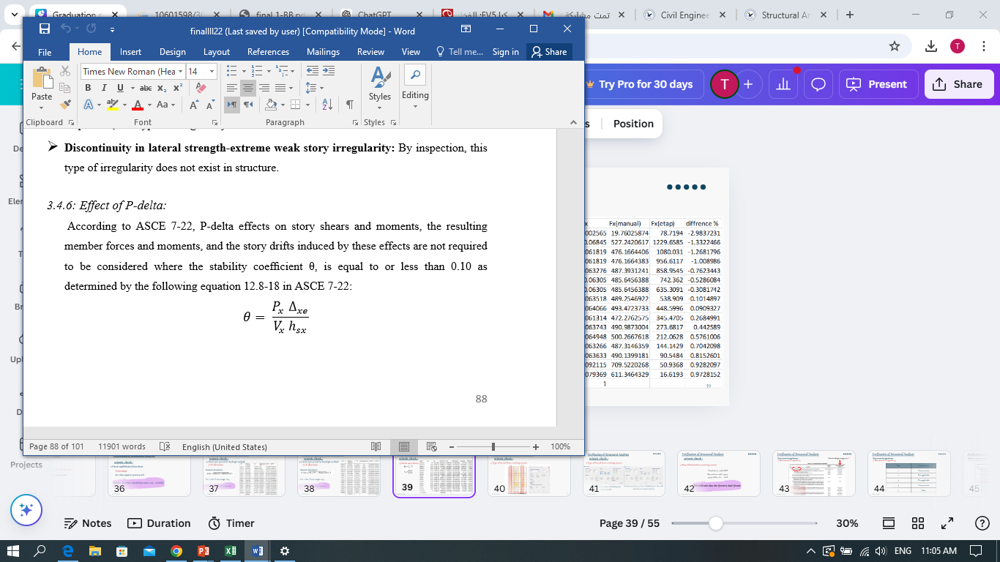 Graduation
10601598/3
final 1-BB.pd
ChatGPT
كيا EV5: الفخا
تمت مشاركة
Civil Enginee
Structural Ar
finallll22 (Last saved by user) [Compatibility Mode] - Word
File Home Insert Design Layout References Mailings Review View Tell me... Sign in Share
Times New Roman (Hea 14
Paste
Styles
Editing
Clipboard Font Paragraph Styles
Try Pro for 30 days
T
Present
Share
Position
Discontinuity in lateral strength-extreme weak story irregularity: By inspection, this
type of irregularity does not exist in structure.
3.4.6: Effect of P-delta:
According to ASCE 7-22, P-delta effects on story shears and moments, the resulting
member forces and moments, and the story drifts induced by these effects are not required
to be considered where the stability coefficient θ, is equal to or less than 0.10 as
determined by the following equation 12.8-18 in ASCE 7-22:
θ = Pₓ Δₓₑ / Vₓ hₛₓ
88
x Fx(manual) Fx(etap) diffrence %
002565 19.76025874 78.7194 -2.9837231
0.06845 527.2420617 1229.6585 -1.3322466
061819 476.1664406 1080.031 -1.2681796
061819 476.1664383 956.6117 -1.008986
063276 487.3931241 858.9545 -0.7623443
0.06305 485.6456388 742.362 -0.5286084
0.06305 485.6456388 635.3091 -0.3081742
063518 489.2546922 538.909 -0.1014897
064066 493.4723733 448.5996 0.0909327
061314 472.2762575 345.4705 0.2684991
063743 490.9873004 273.6817 0.442589
064948 500.2667618 212.0628 0.5761006
063266 487.3146359 144.1429 0.7042098
063633 490.1399181 90.5484 0.8152601
092115 709.5220268 50.9368 0.9282097
079369 611.3464329 16.6193 0.9728152
1
39
Page 88 of 101 11901 words English (United States) 100%
Projects
36 37 38 39 40 41 42 43 44 45
Notes Duration Timer
Page 39 / 55 30%
ENG 11:05 AM